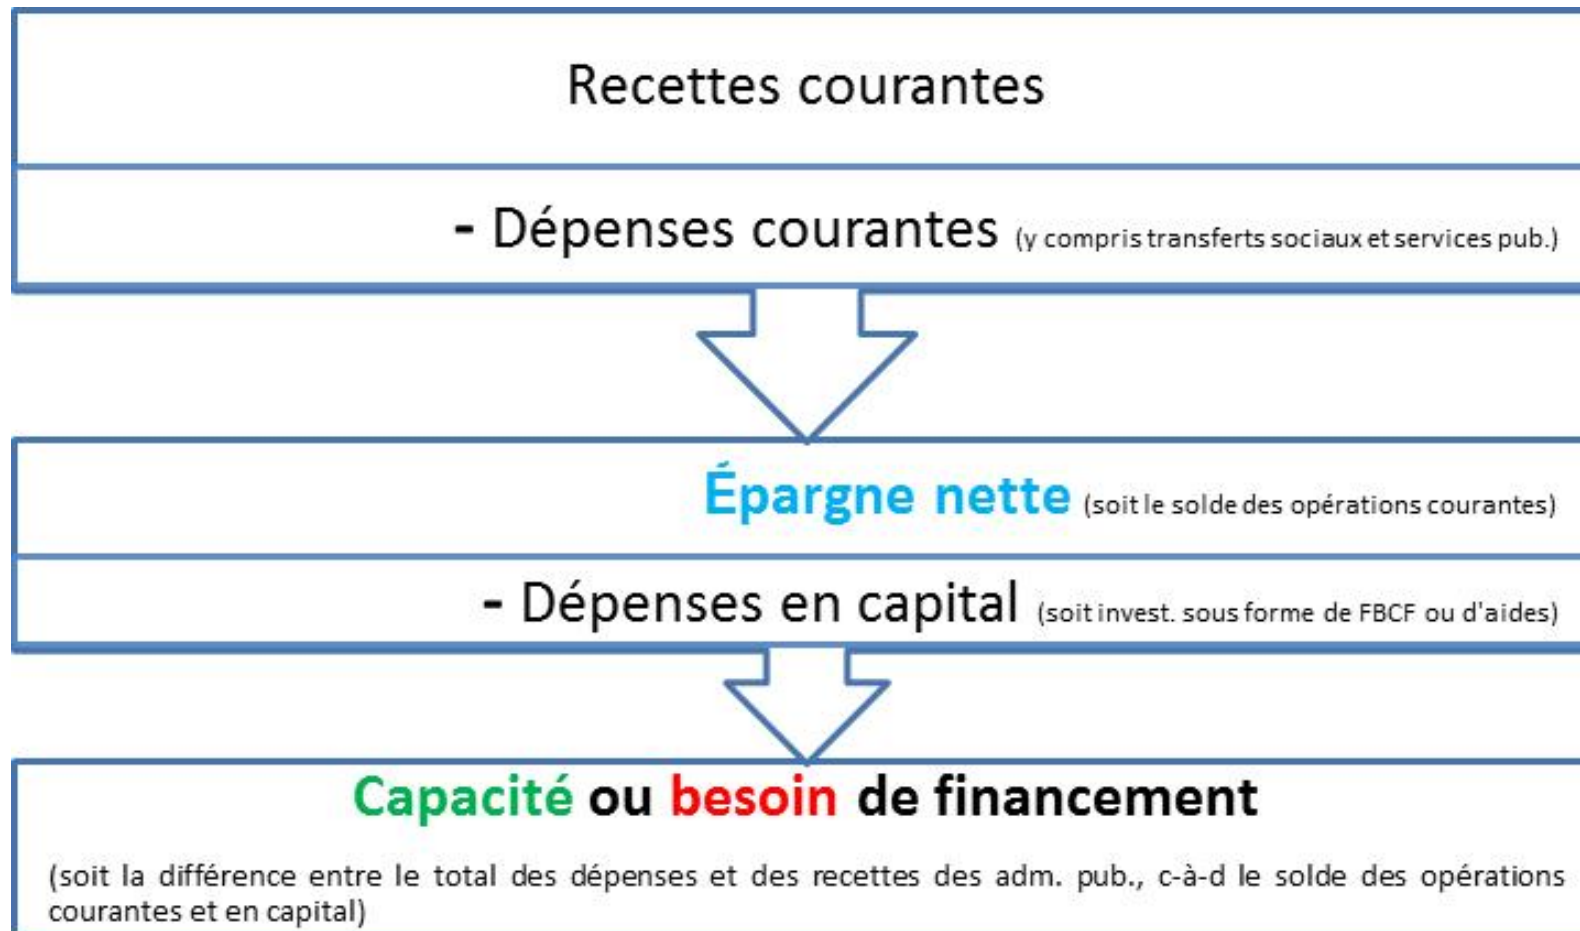 Recettes courantes
- Dépenses courantes (y compris transferts sociaux et services pub.)
Épargne nette (soit le solde des opérations courantes)
- Dépenses en capital (soit invest. sous forme de FBCF ou d'aides)
Capacité ou besoin de financement
(soit la différence entre le total des dépenses et des recettes des adm. pub., c-à-d le solde des opérations
courantes et en capital)